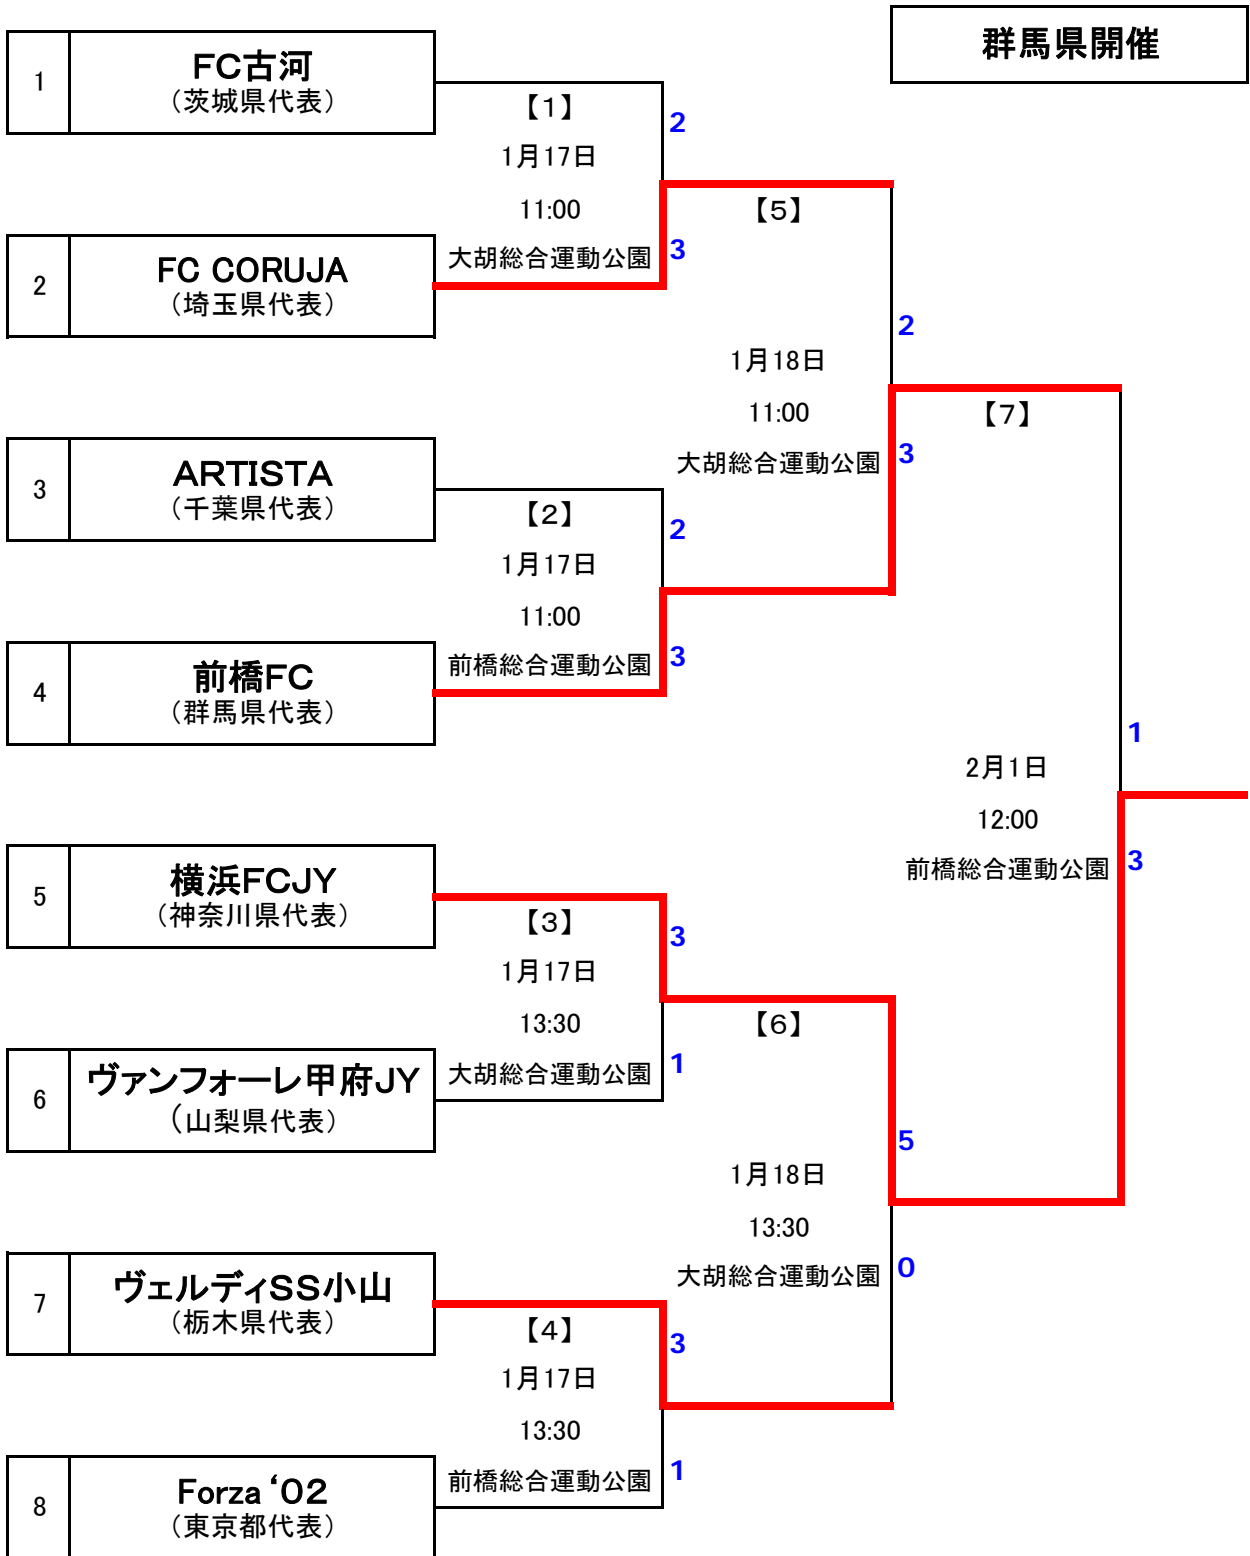 群馬県開催
1
FC古河
（茨城県代表）
【1】
1月17日
11:00
大胡総合運動公園
2
3
2
FC CORUJA
（埼玉県代表）
【5】
1月18日
11:00
大胡総合運動公園
2
3
3
ARTISTA
（千葉県代表）
【2】
1月17日
11:00
前橋総合運動公園
2
3
4
前橋FC
（群馬県代表）
【7】
2月1日
12:00
前橋総合運動公園
1
3
5
横浜FCJY
（神奈川県代表）
【3】
1月17日
13:30
大胡総合運動公園
3
1
6
ヴァンフォーレ甲府JY
（山梨県代表）
【6】
1月18日
13:30
大胡総合運動公園
5
0
7
ヴェルディSS小山
（栃木県代表）
【4】
1月17日
13:30
前橋総合運動公園
3
1
8
Forza‘02
（東京都代表）